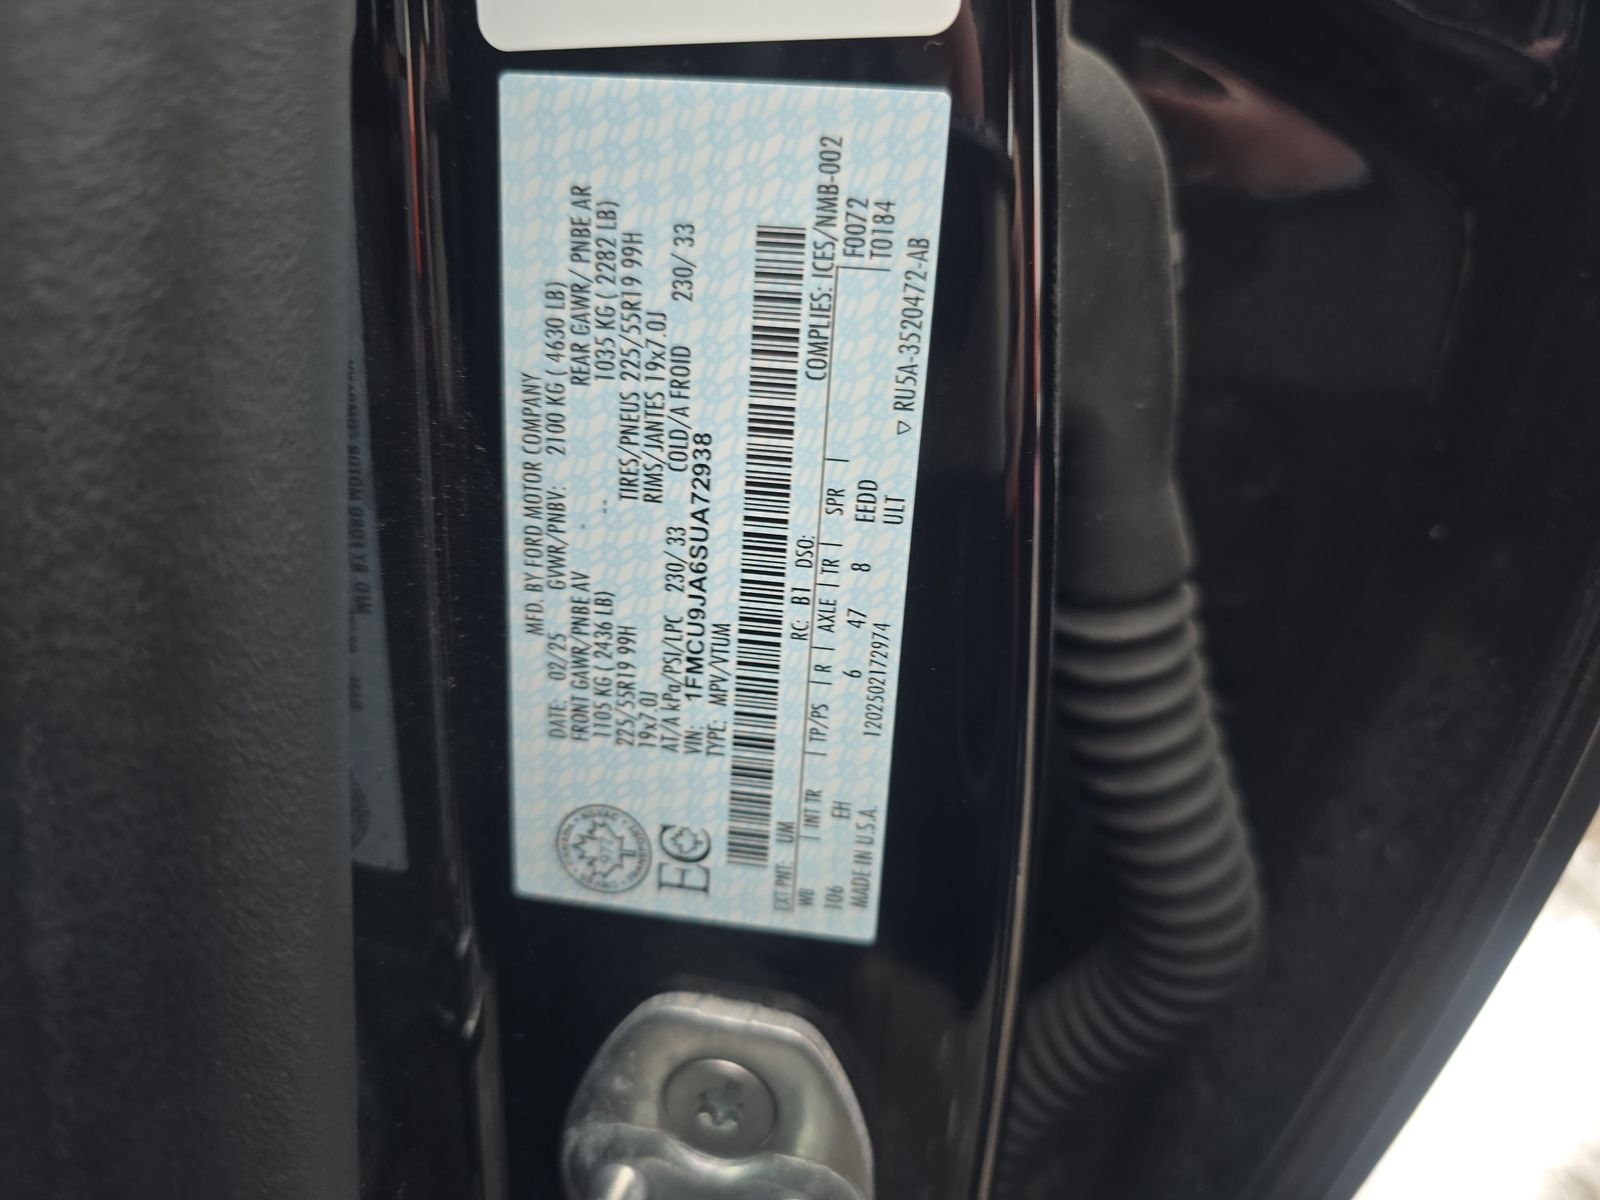 MFD. BY FORD MOTOR COMPANY
DATE: 02/25 GVWR/PNBV: 2100 KG ( 4630 LB)
FRONT GAWR/PNBE AV - REAR GAWR/ PNBE AR
1105 KG ( 2436 LB) -- 1035 KG ( 2282 LB)
225/55R19 99H TIRES/PNEUS 225/55R19 99H
19x7.0J RIMS/JANTES 19x7.0J
AT/A kPa/PSI/LPC 230/ 33 COLD/A FROID 230/ 33
VIN: 1FMCU9JA6SUA72938
TYPE: MPV/VTUM
EC
EXT PNT: UM RC: B1 DSO: COMPLIES: ICES/NMB-002
WB | INT TR | TP/PS | R | AXLE | TR | SPR | F0072
106 EH 6 47 8 EEDD T0184
MADE IN U.S.A. 1202502172974 ULT
▽ RU5A-3520472-AB